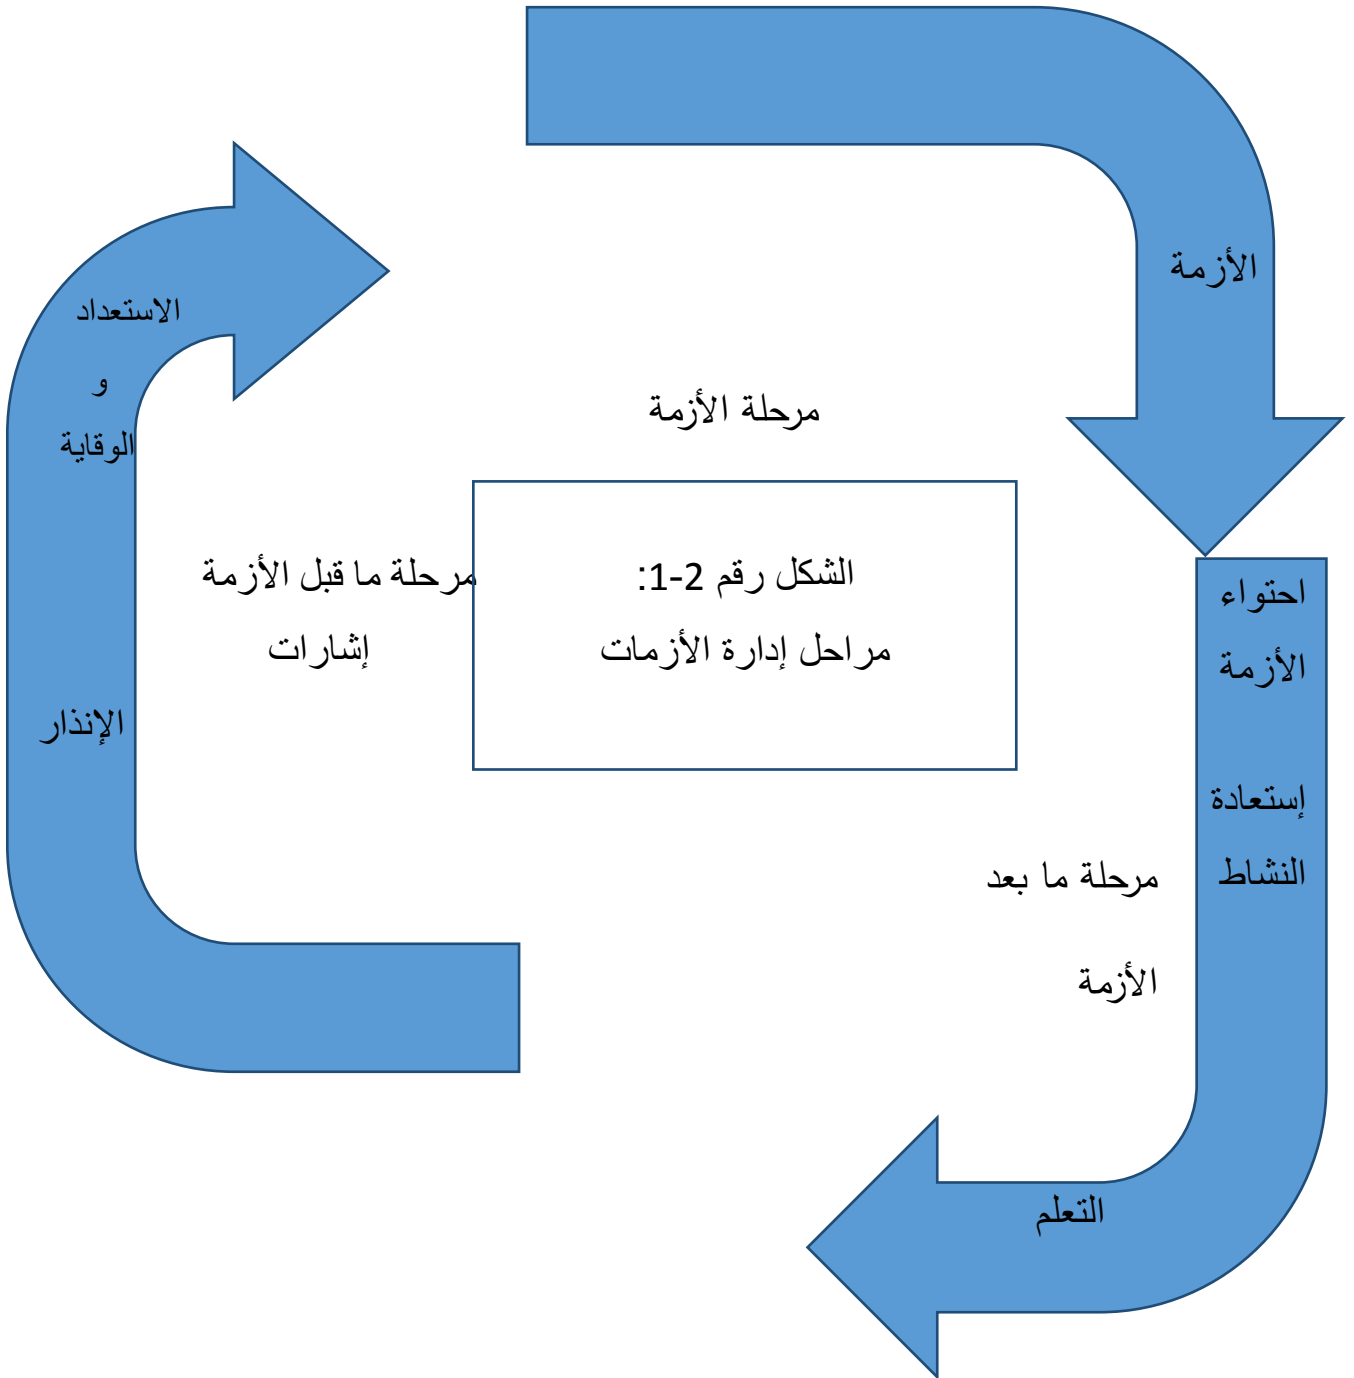 الأزمة
الاستعداد
و
الوقاية
مرحلة الأزمة
مرحلة ما قبل الأزمة
إشارات
الإنذار
الشكل رقم 2-1:
مراحل إدارة الأزمات
احتواء
الأزمة
إستعادة
النشاط
مرحلة ما بعد
الأزمة
التعلم